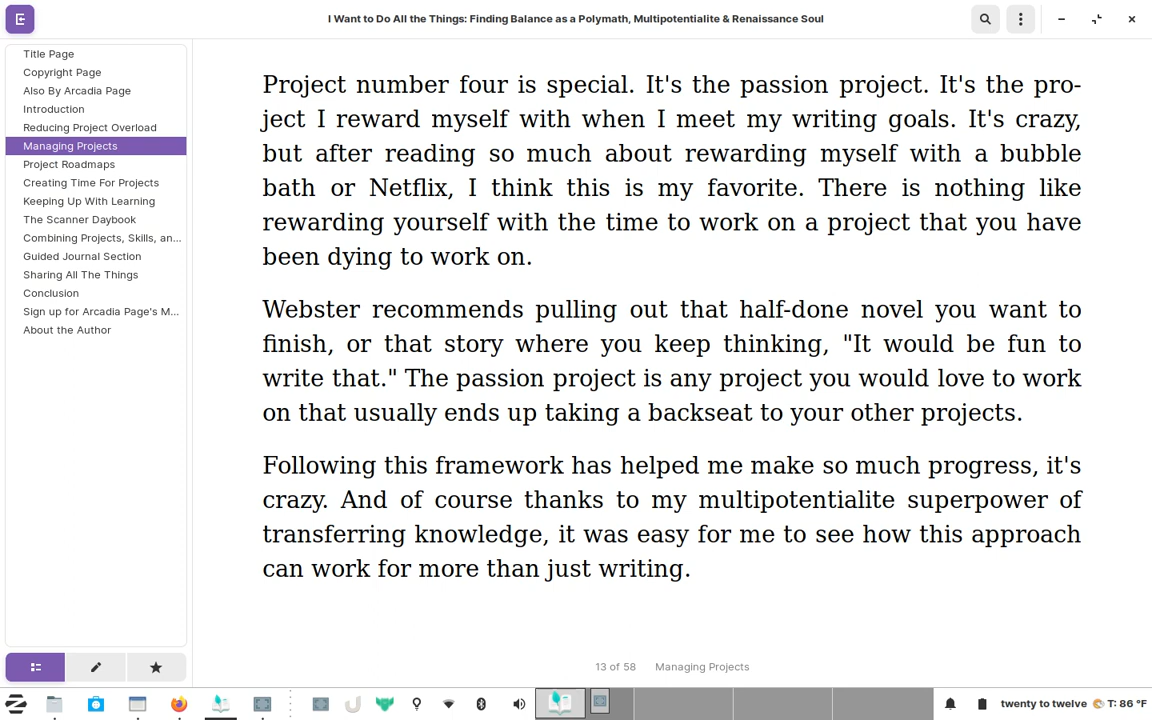 I Want to Do All the Things: Finding Balance as a Polymath, Multipotentialite & Renaissance Soul
Title Page
Copyright Page
Also By Arcadia Page
Introduction
Reducing Project Overload
Managing Projects
Project Roadmaps
Creating Time For Projects
Keeping Up With Learning
The Scanner Daybook
Combining Projects, Skills, an...
Guided Journal Section
Sharing All The Things
Conclusion
Sign up for Arcadia Page's M...
About the Author
Project number four is special. It's the passion project. It's the pro-
ject I reward myself with when I meet my writing goals. It's crazy,
but after reading so much about rewarding myself with a bubble
bath or Netflix, I think this is my favorite. There is nothing like
rewarding yourself with the time to work on a project that you have
been dying to work on.
Webster recommends pulling out that half-done novel you want to
finish, or that story where you keep thinking, "It would be fun to
write that." The passion project is any project you would love to work
on that usually ends up taking a backseat to your other projects.
Following this framework has helped me make so much progress, it's
crazy. And of course thanks to my multipotentialite superpower of
transferring knowledge, it was easy for me to see how this approach
can work for more than just writing.
13 of 58 Managing Projects
twenty to twelve T: 86 °F